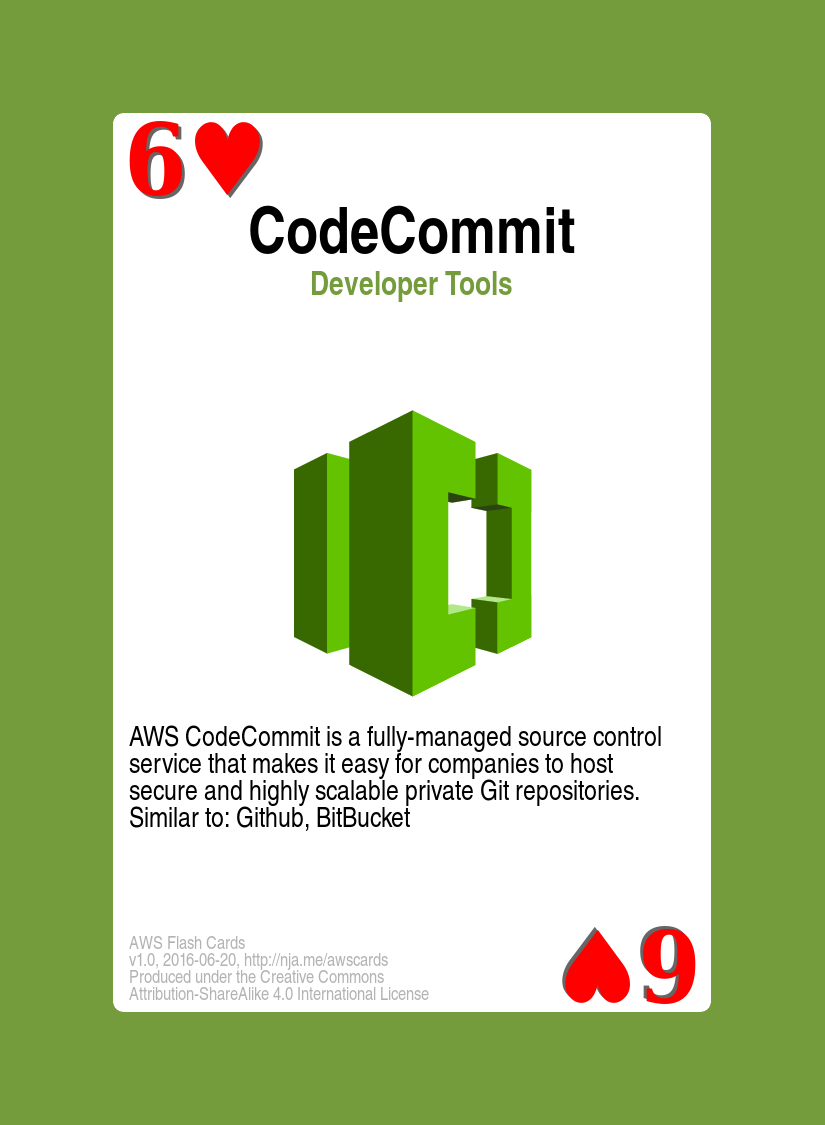 6♥
CodeCommit
Developer Tools
AWS CodeCommit is a fully-managed source control
service that makes it easy for companies to host
secure and highly scalable private Git repositories.
Similar to: Github, BitBucket
AWS Flash Cards
v1.0, 2016-06-20, http://nja.me/awscards
Produced under the Creative Commons
Attribution-ShareAlike 4.0 International License
6♥